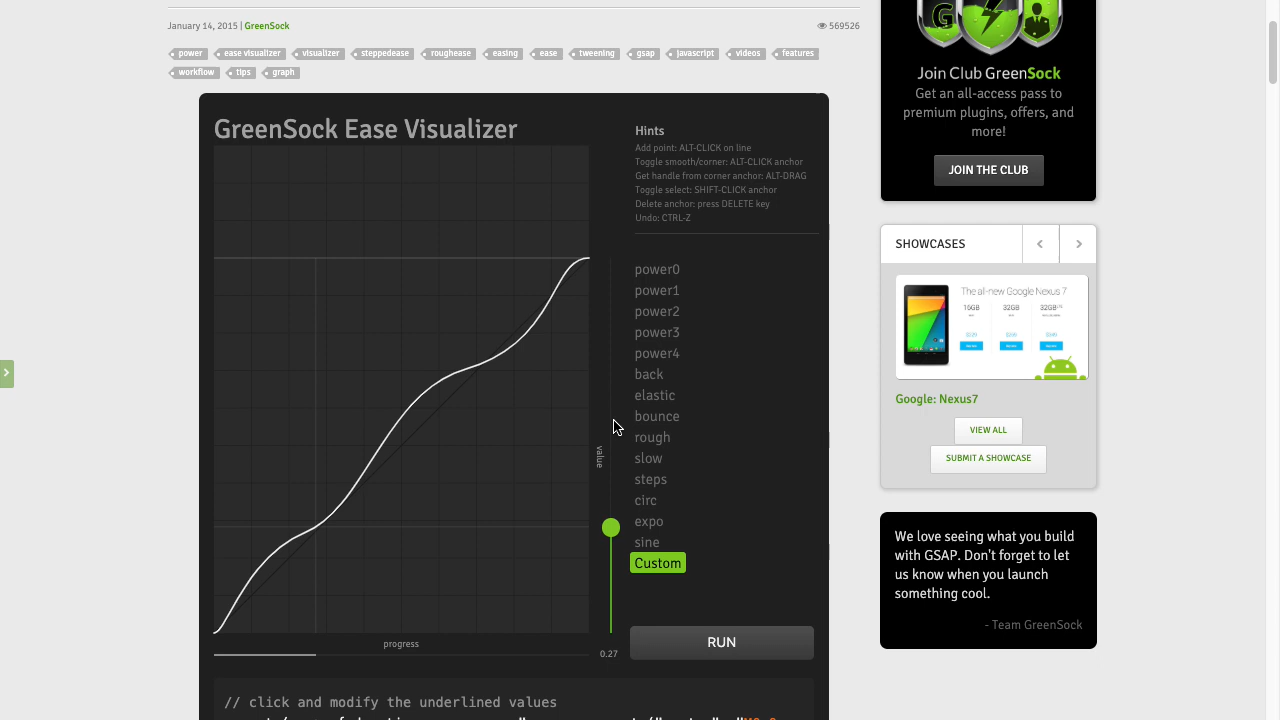 January 14, 2015 | GreenSock
569526
power
ease visualizer
visualizer
steppedease
roughease
easing
ease
tweening
gsap
javascript
videos
features
workflow
tips
graph
GreenSock Ease Visualizer
Hints
Add point: ALT-CLICK on line
Toggle smooth/corner: ALT-CLICK anchor
Get handle from corner anchor: ALT-DRAG
Toggle select: SHIFT-CLICK anchor
Delete anchor: press DELETE key
Undo: CTRL-Z
power0
power1
power2
power3
power4
back
elastic
bounce
rough
slow
steps
circ
expo
sine
Custom
value
progress
0.27
RUN
// click and modify the underlined values
G
Join Club GreenSock
Get an all-access pass to
premium plugins, offers, and
more!
JOIN THE CLUB
SHOWCASES
The all-new Google Nexus 7
16GB
32GB
32GB
Google: Nexus7
VIEW ALL
SUBMIT A SHOWCASE
We love seeing what you build
with GSAP. Don't forget to let
us know when you launch
something cool.
- Team GreenSock